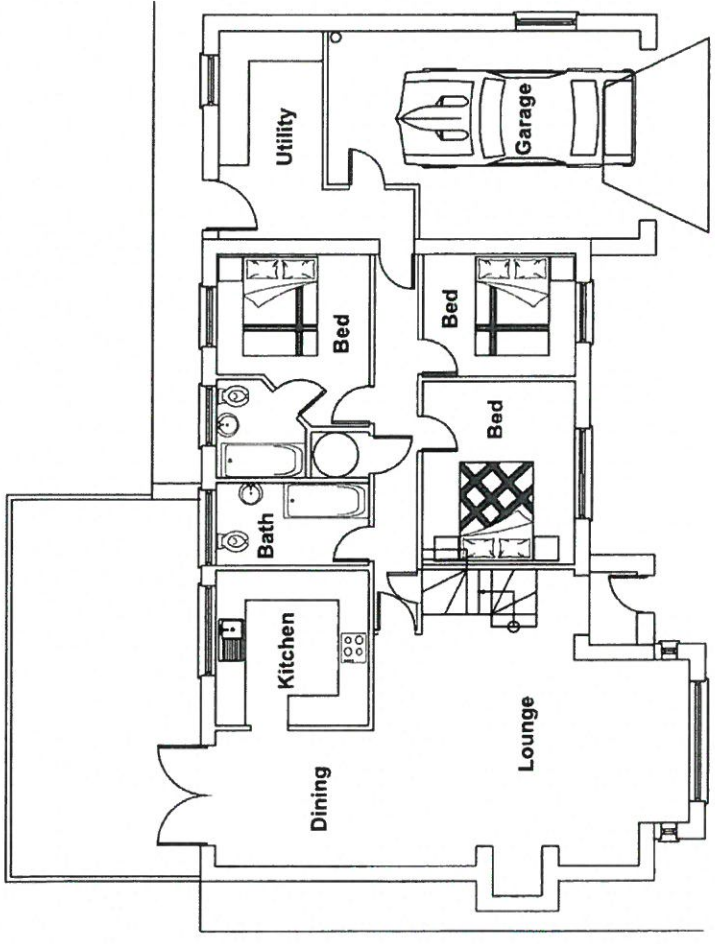 Utility
Garage
Bed
Bed
Bed
Bath
Kitchen
Dining
Lounge